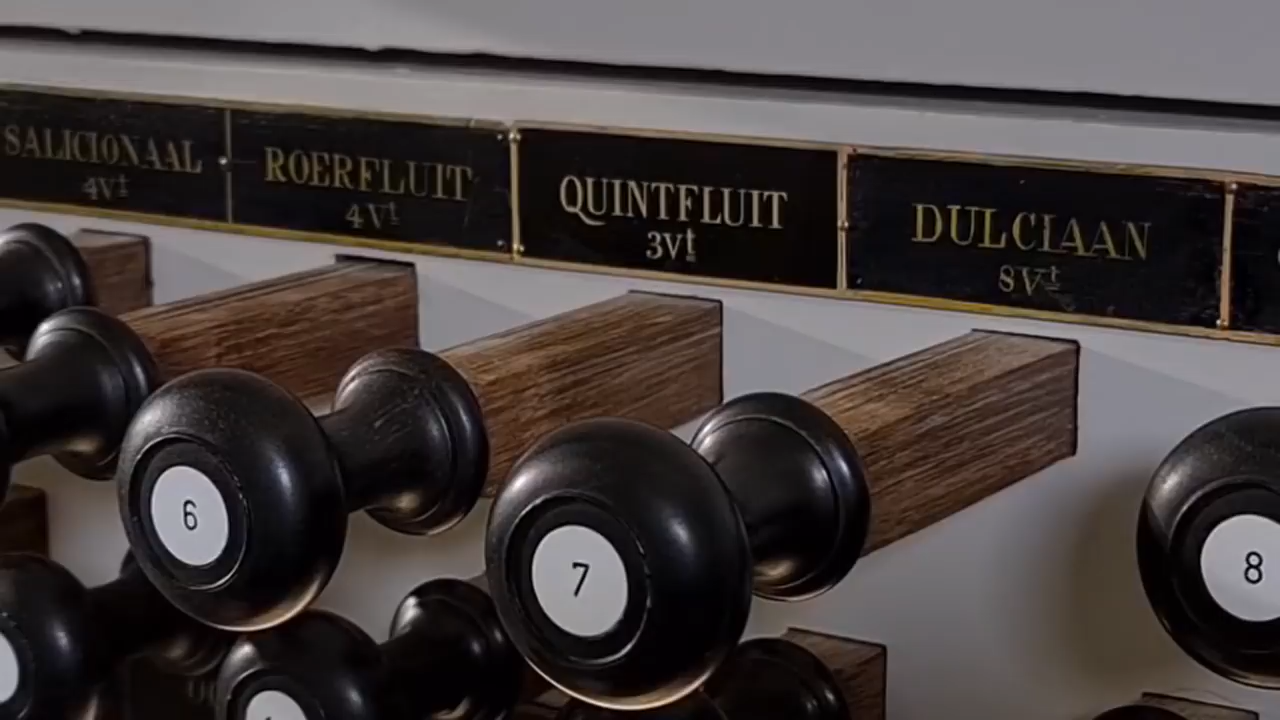 SALICIONAAL
4Vt
ROERFLUIT
4Vt
QUINTFLUIT
3Vt
DULCIAAN
8Vt
6
7
8